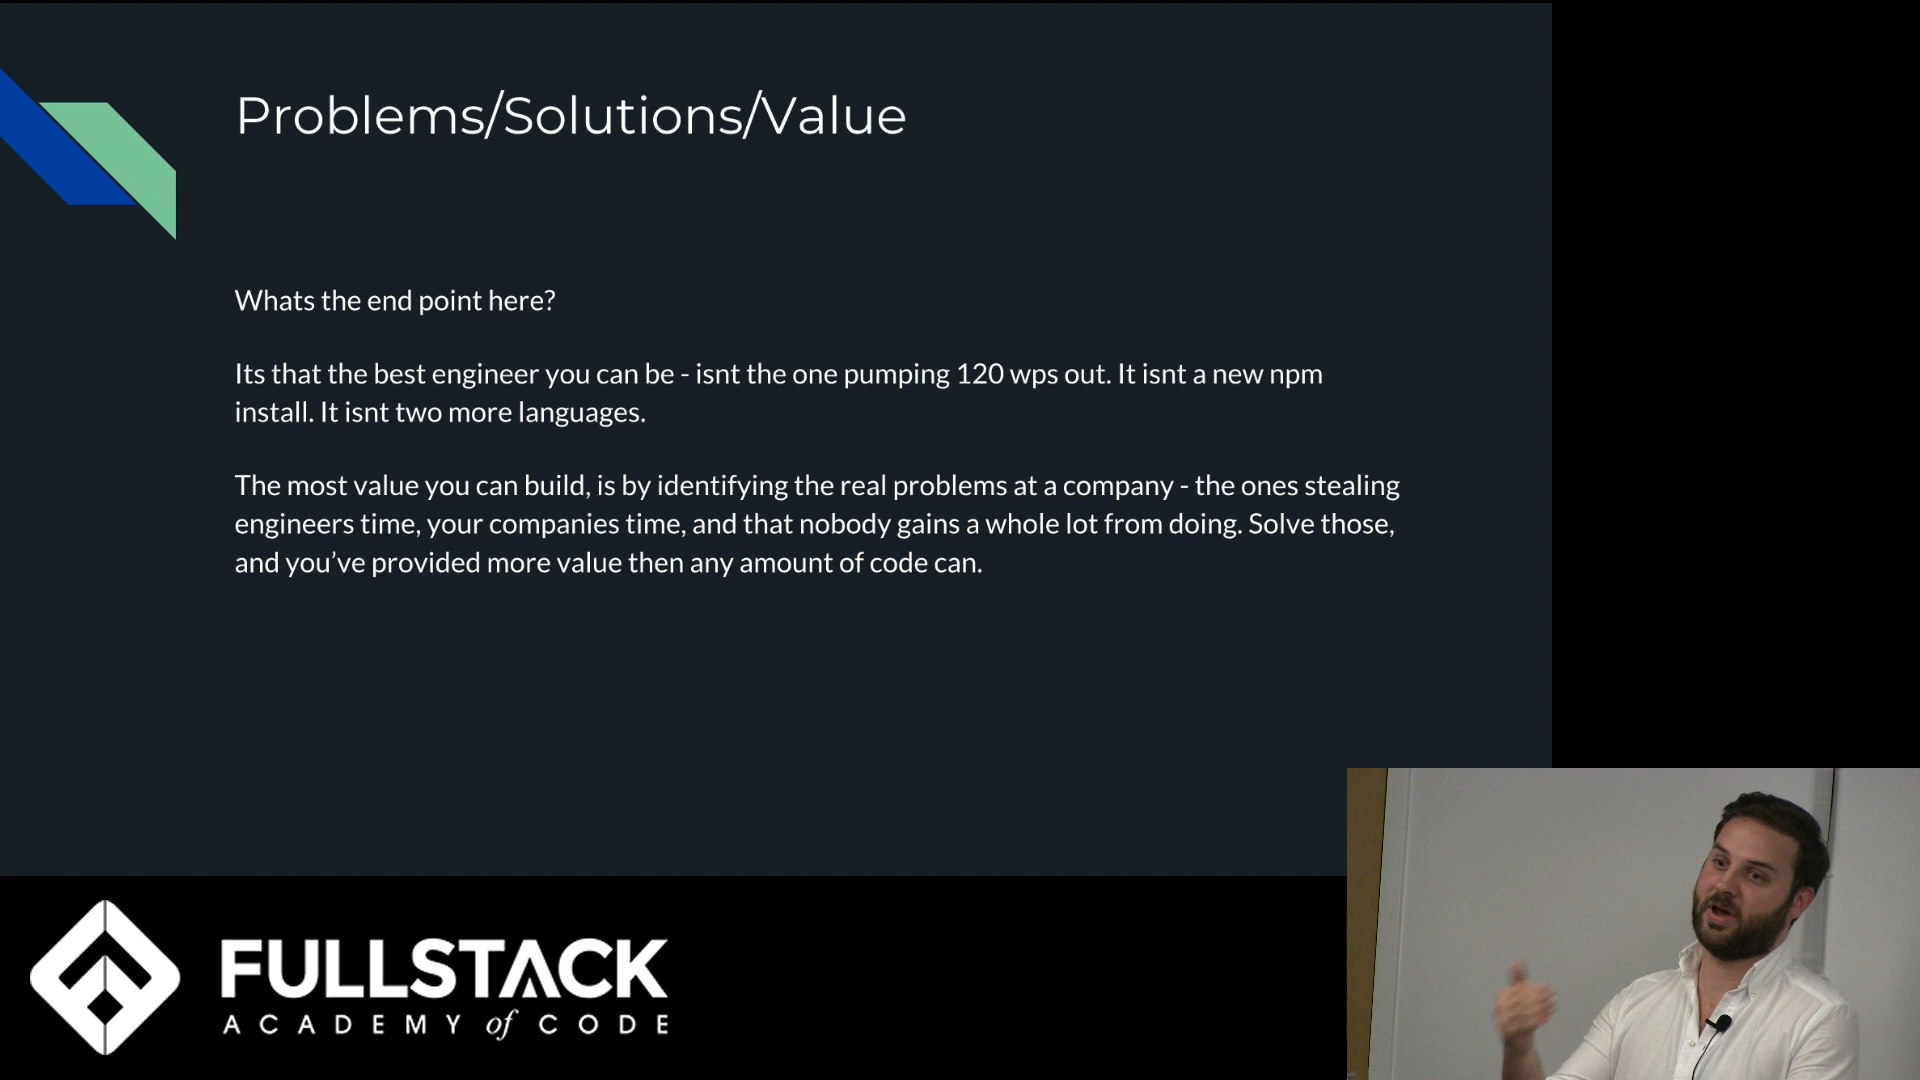 Problems/Solutions/Value
Whats the end point here?
Its that the best engineer you can be - isnt the one pumping 120 wps out. It isnt a new npm
install. It isnt two more languages.
The most value you can build, is by identifying the real problems at a company - the ones stealing
engineers time, your companies time, and that nobody gains a whole lot from doing. Solve those,
and you’ve provided more value then any amount of code can.
FULLSTACK
ACADEMY of CODE